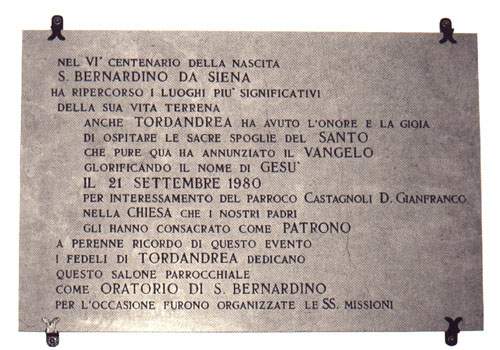 NEL VI° CENTENARIO DELLA NASCITA
S. BERNARDINO DA SIENA
HA RIPERCORSO I LUOGHI PIU' SIGNIFICATIVI
DELLA SUA VITA TERRENA
ANCHE TORDANDREA HA AVUTO L'ONORE E LA GIOIA
DI OSPITARE LE SACRE SPOGLIE DEL SANTO
CHE PURE QUA HA ANNUNZIATO IL VANGELO
GLORIFICANDO IL NOME DI GESU'
IL 21 SETTEMBRE 1980
PER INTERESSAMENTO DEL PARROCO CASTAGNOLI D. GIANFRANCO
NELLA CHIESA CHE I NOSTRI PADRI
GLI HANNO CONSACRATO COME PATRONO
A PERENNE RICORDO DI QUESTO EVENTO
I FEDELI DI TORDANDREA DEDICANO
QUESTO SALONE PARROCCHIALE
COME ORATORIO DI S. BERNARDINO
PER L'OCCASIONE FURONO ORGANIZZATE LE SS. MISSIONI